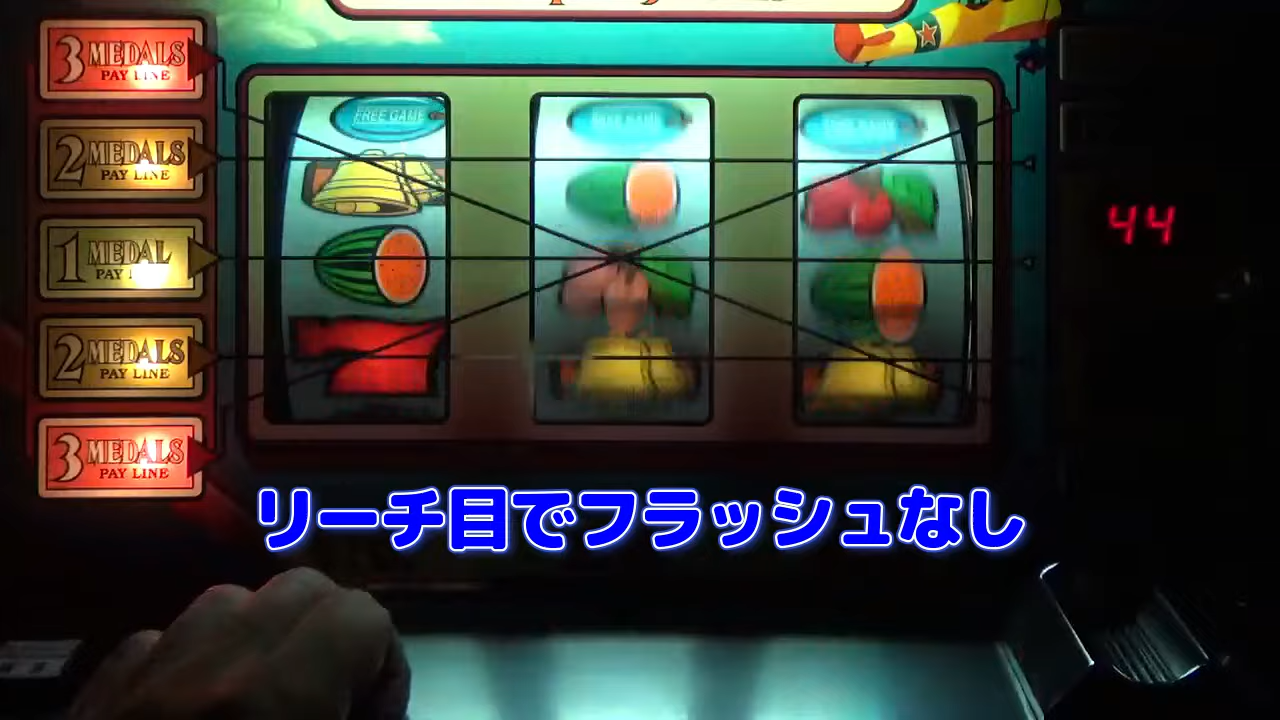 3 MEDALS
PAY LINE
2 MEDALS
PAY LINE
1 MEDAL
PAY
2 MEDALS
PAY LINE
3 MEDALS
PAY LINE
FREE GAME
44
リーチ目でフラッシュなし